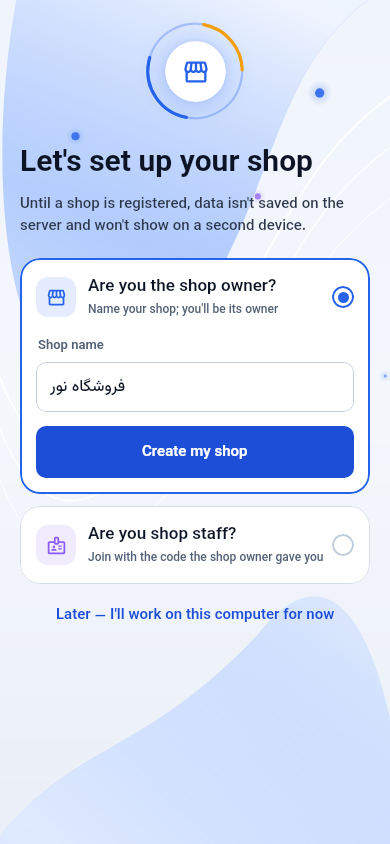 Let's set up your shop
Until a shop is registered, data isn't saved on the
server and won't show on a second device.
Are you the shop owner?
Name your shop; you'll be its owner
Shop name
فروشگاه نور
Create my shop
Are you shop staff?
Join with the code the shop owner gave you
Later — I'll work on this computer for now